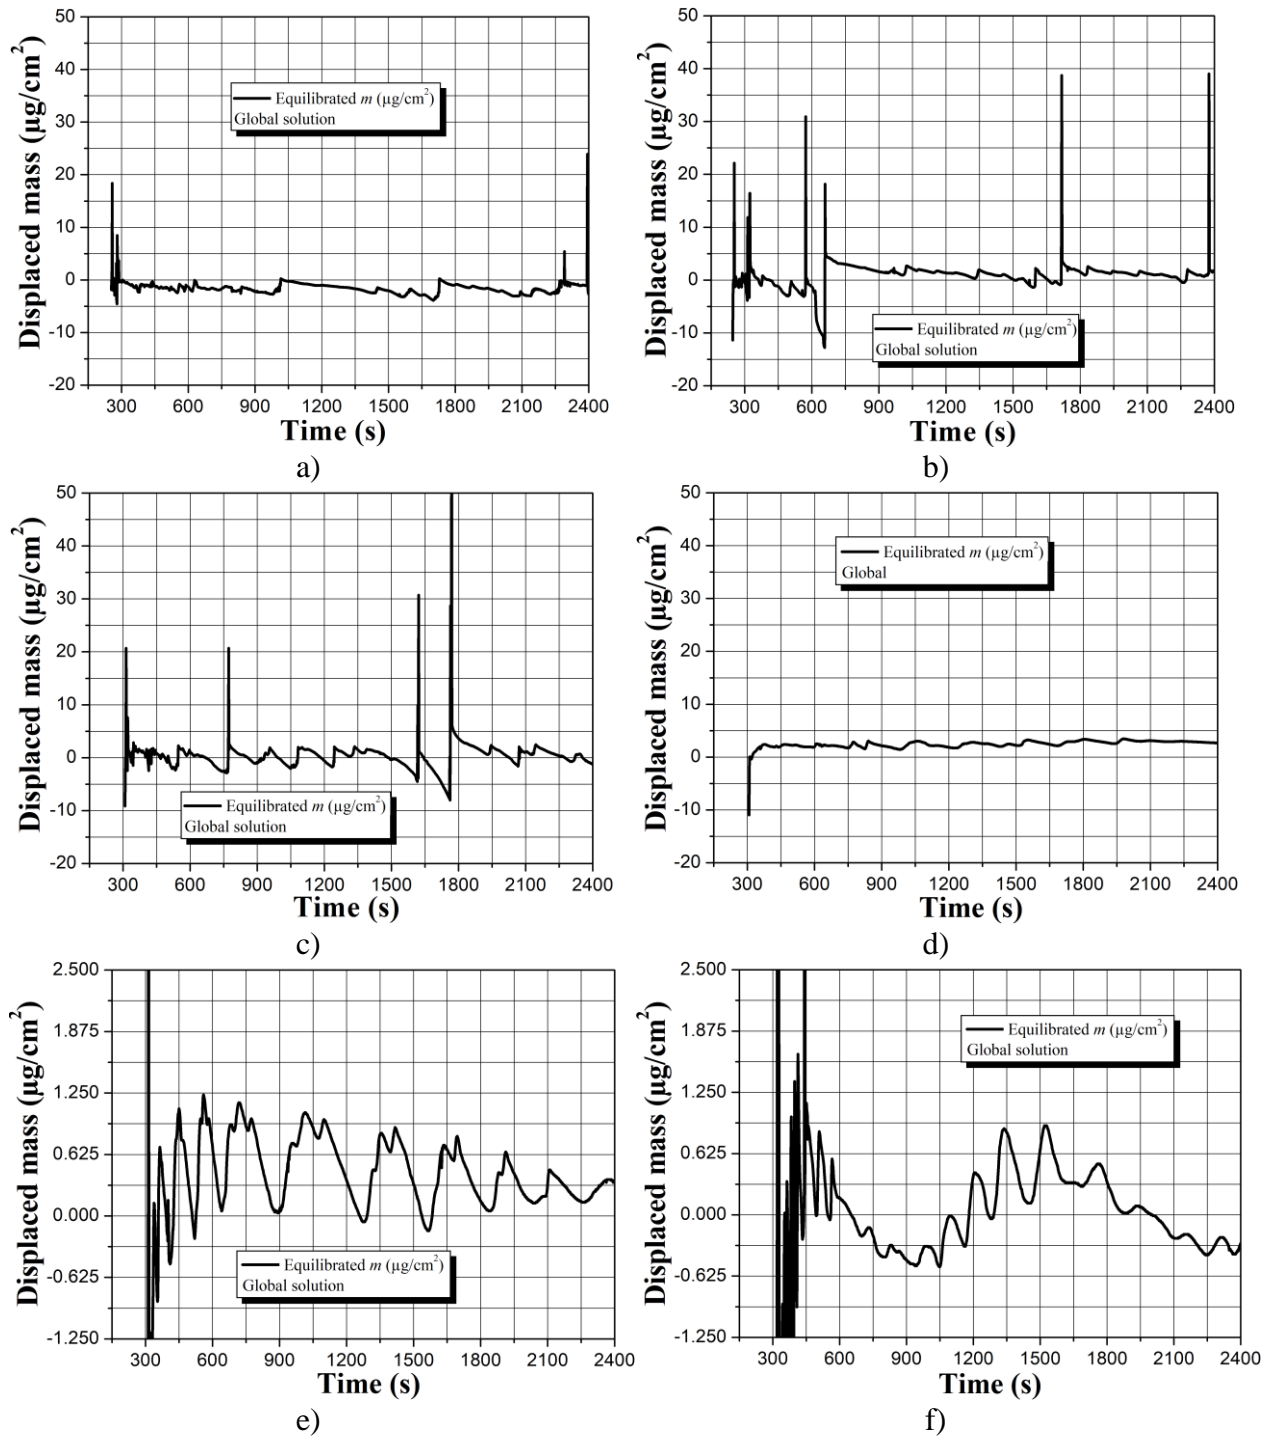 50
40
30
20
10
0
-10
-20
Displaced mass (µg/cm²)
Equilibrated m (µg/cm²)
Global solution
300 600 900 1200 1500 1800 2100 2400
Time (s)
a)
50
40
30
20
10
0
-10
-20
Displaced mass (µg/cm²)
Equilibrated m (µg/cm²)
Global solution
300 600 900 1200 1500 1800 2100 2400
Time (s)
b)
50
40
30
20
10
0
-10
-20
Displaced mass (µg/cm²)
Equilibrated m (µg/cm²)
Global solution
300 600 900 1200 1500 1800 2100 2400
Time (s)
c)
50
40
30
20
10
0
-10
-20
Displaced mass (µg/cm²)
Equilibrated m (µg/cm²)
Global
300 600 900 1200 1500 1800 2100 2400
Time (s)
d)
2.500
1.875
1.250
0.625
0.000
-0.625
-1.250
Displaced mass (µg/cm²)
Equilibrated m (µg/cm²)
Global solution
300 600 900 1200 1500 1800 2100 2400
Time (s)
e)
2.500
1.875
1.250
0.625
0.000
-0.625
-1.250
Displaced mass (µg/cm²)
Equilibrated m (µg/cm²)
Global solution
300 600 900 1200 1500 1800 2100 2400
Time (s)
f)